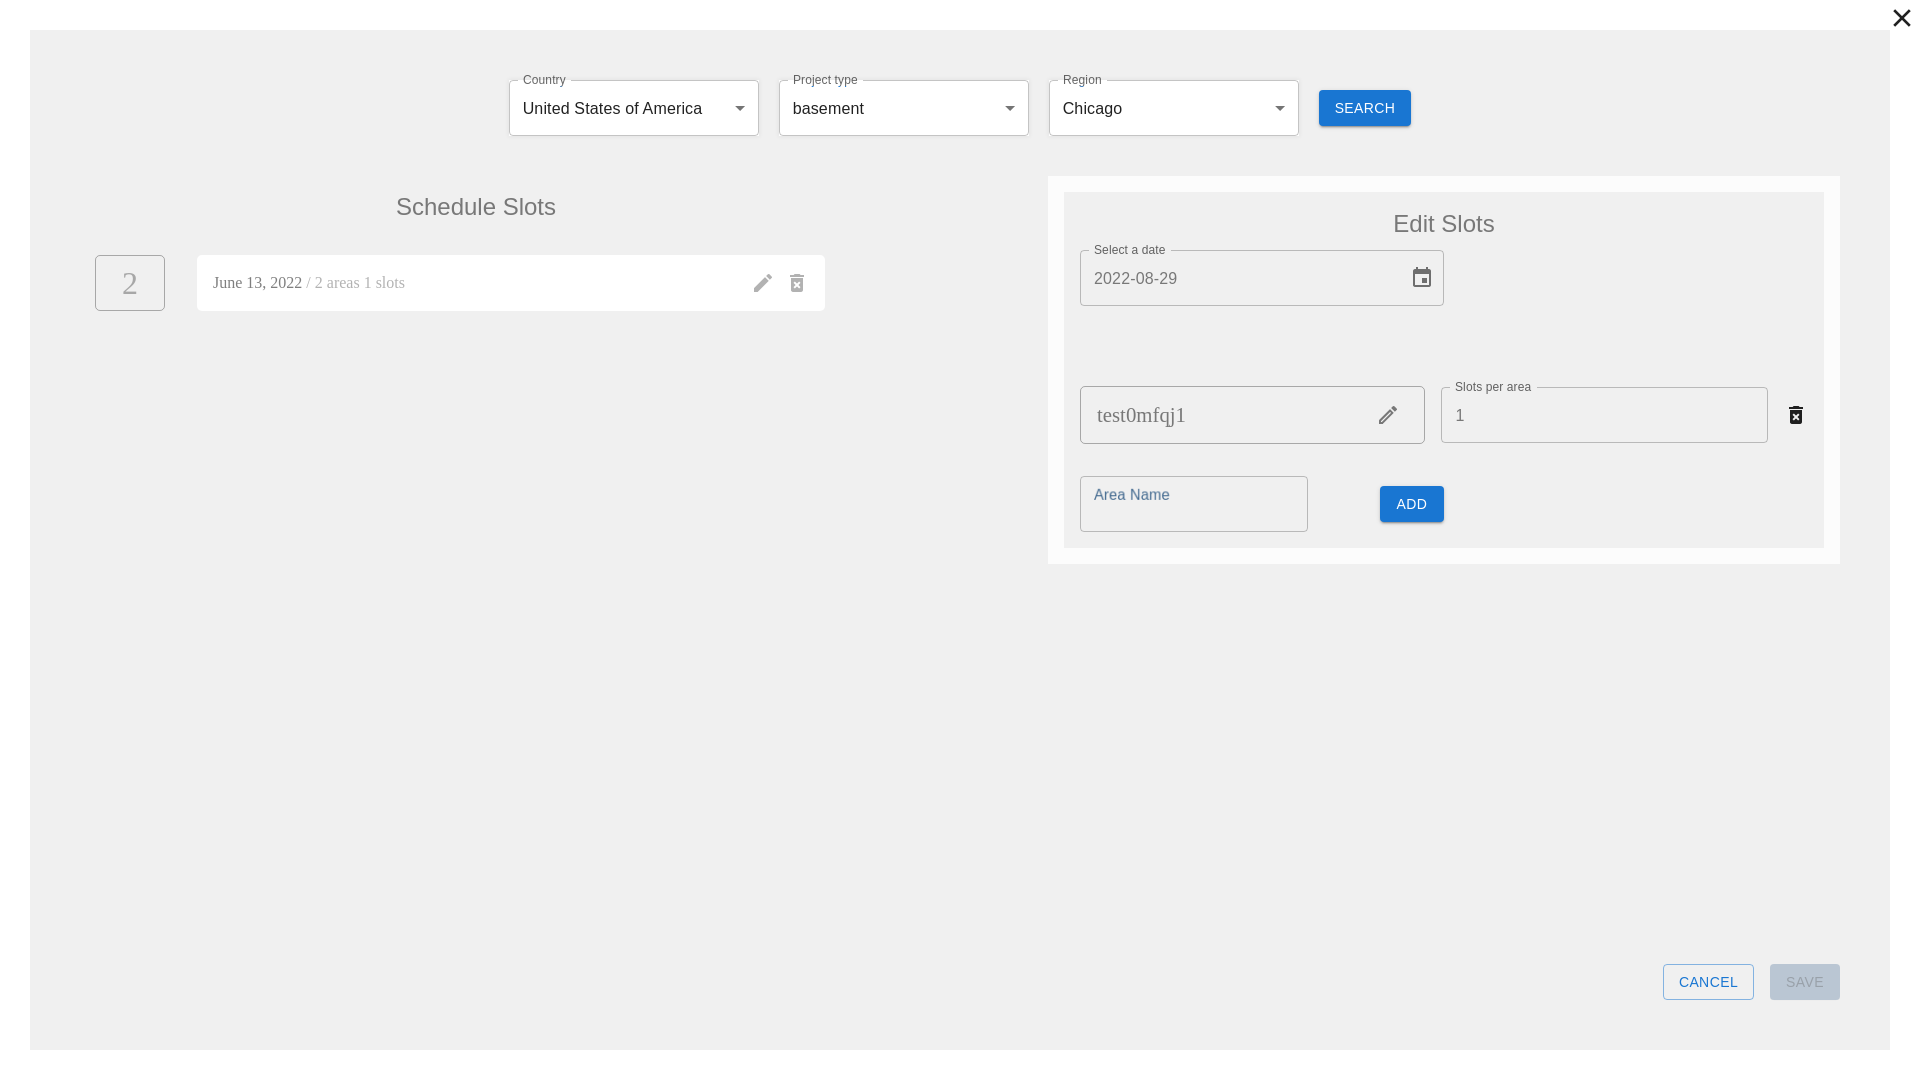 Country
United States of America
Project type
basement
Region
Chicago
SEARCH
Schedule Slots
2
June 13, 2022 / 2 areas 1 slots
Edit Slots
Select a date
2022-08-29
test0mfqj1
Slots per area
1
Area Name
ADD
CANCEL
SAVE